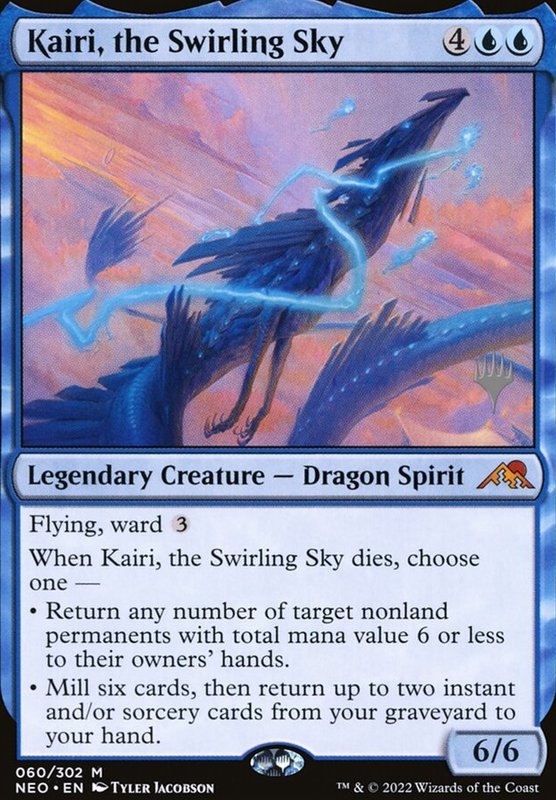 Kairi, the Swirling Sky 4
Legendary Creature — Dragon Spirit
Flying, ward 3
When Kairi, the Swirling Sky dies, choose
one —
• Return any number of target nonland
permanents with total mana value 6 or less
to their owners' hands.
• Mill six cards, then return up to two instant
and/or sorcery cards from your graveyard to
your hand.
6/6
060/302 M
NEO • EN Tyler Jacobson
™ & © 2022 Wizards of the Coast